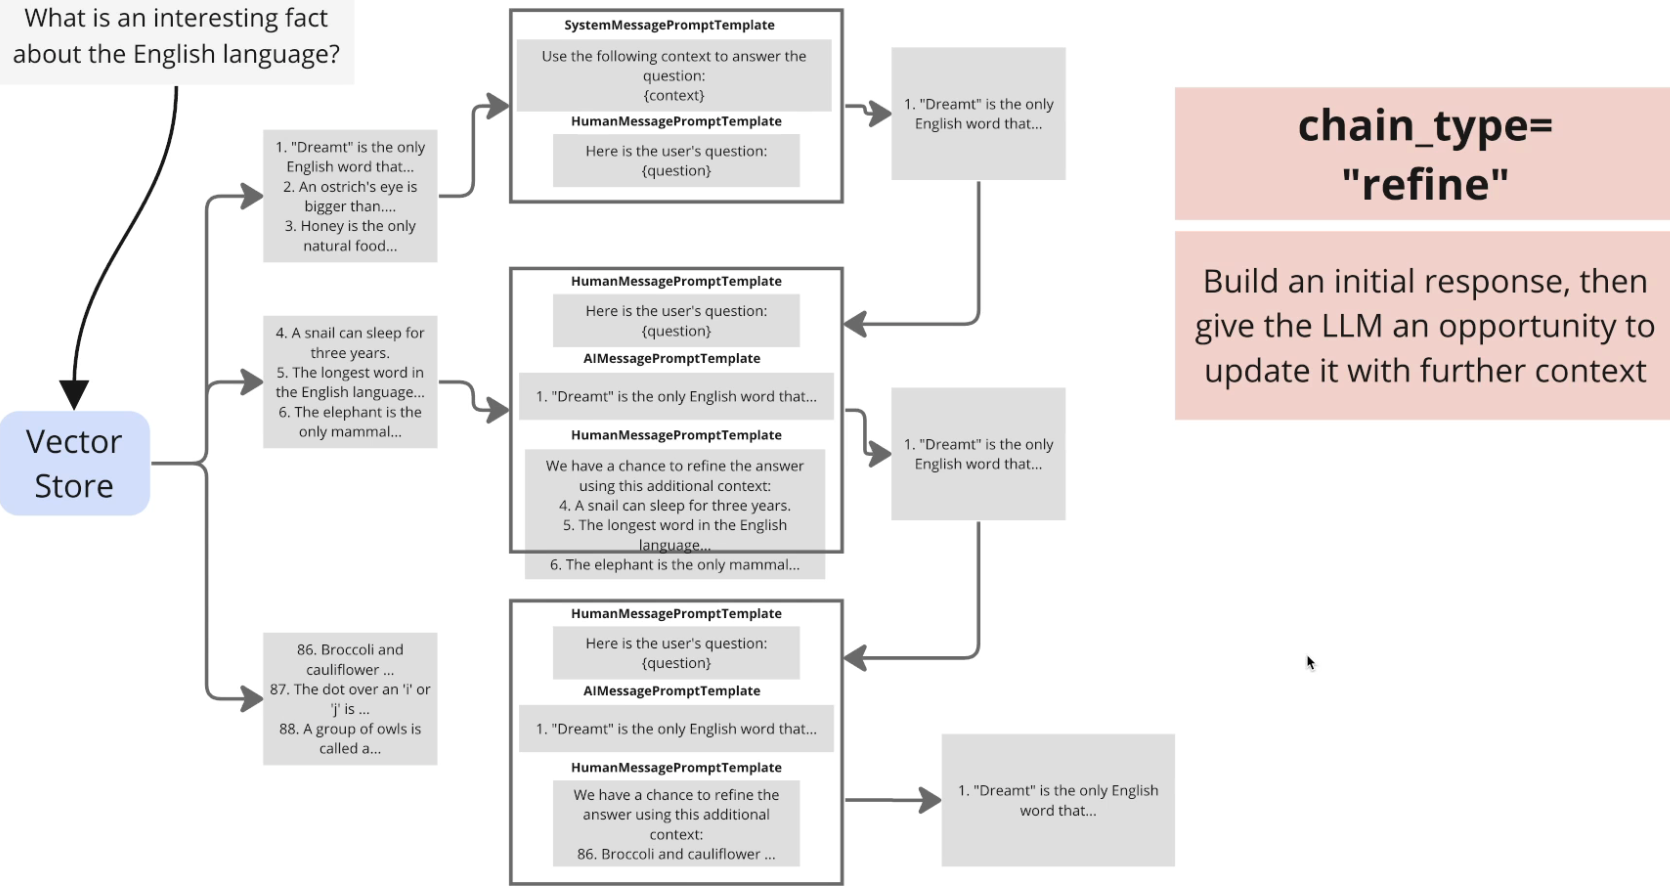 What is an interesting fact
about the English language?
Vector
Store
1. "Dreamt" is the only
English word that...
2. An ostrich's eye is
bigger than....
3. Honey is the only
natural food...
4. A snail can sleep for
three years.
5. The longest word in
the English language...
6. The elephant is the
only mammal...
86. Broccoli and
cauliflower ...
87. The dot over an 'i' or
'j' is ...
88. A group of owls is
called a...
SystemMessagePromptTemplate
Use the following context to answer the
question:
{context}
HumanMessagePromptTemplate
Here is the user's question:
{question}
1. "Dreamt" is the only
English word that...
HumanMessagePromptTemplate
Here is the user's question:
{question}
AIMessagePromptTemplate
1. "Dreamt" is the only English word that...
HumanMessagePromptTemplate
We have a chance to refine the answer
using this additional context:
4. A snail can sleep for three years.
5. The longest word in the English
language...
6. The elephant is the only mammal...
1. "Dreamt" is the only
English word that...
HumanMessagePromptTemplate
Here is the user's question:
{question}
AIMessagePromptTemplate
1. "Dreamt" is the only English word that...
HumanMessagePromptTemplate
We have a chance to refine the
answer using this additional
context:
86. Broccoli and cauliflower ...
1. "Dreamt" is the only English
word that...
chain_type=
"refine"
Build an initial response, then
give the LLM an opportunity to
update it with further context